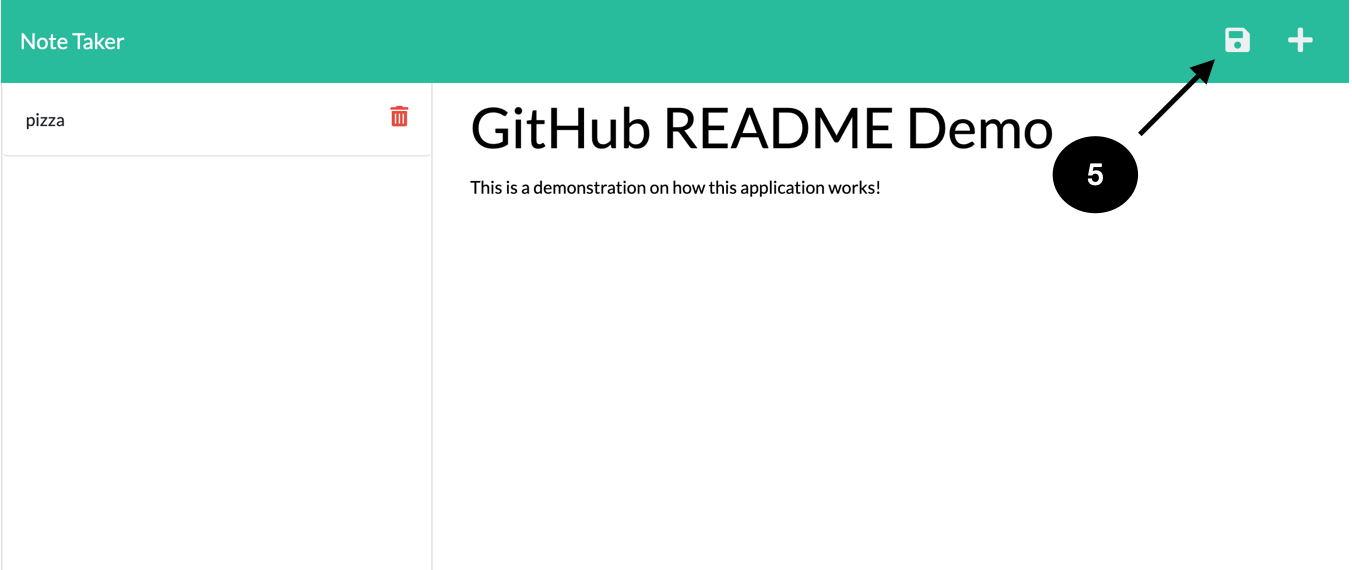 Note Taker
pizza
GitHub README Demo
This is a demonstration on how this application works!
5